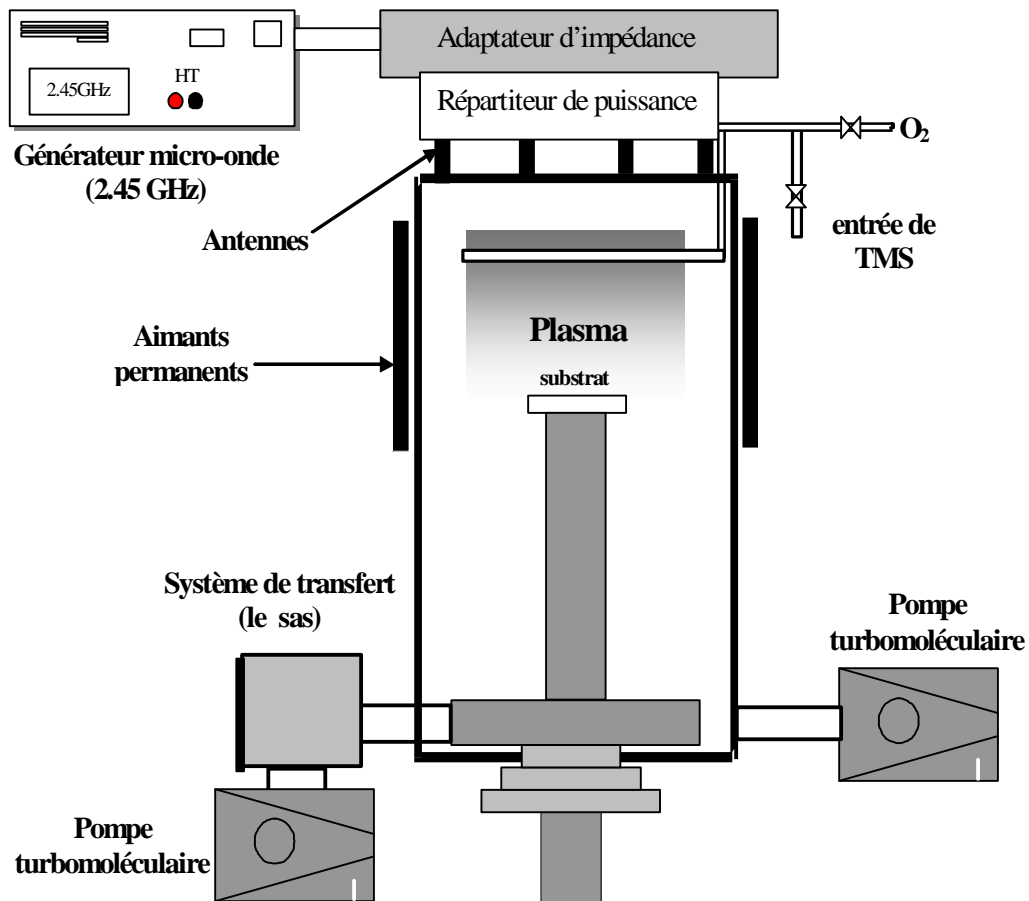 Adaptateur d’impédance
HT
2.45GHz
Répartiteur de puissance
O2
Générateur micro-onde
(2.45 GHz)
Antennes
entrée de
TMS
Aimants
permanents
Plasma
substrat
Système de transfert
(le sas)
Pompe
turbomoléculaire
Pompe
turbomoléculaire